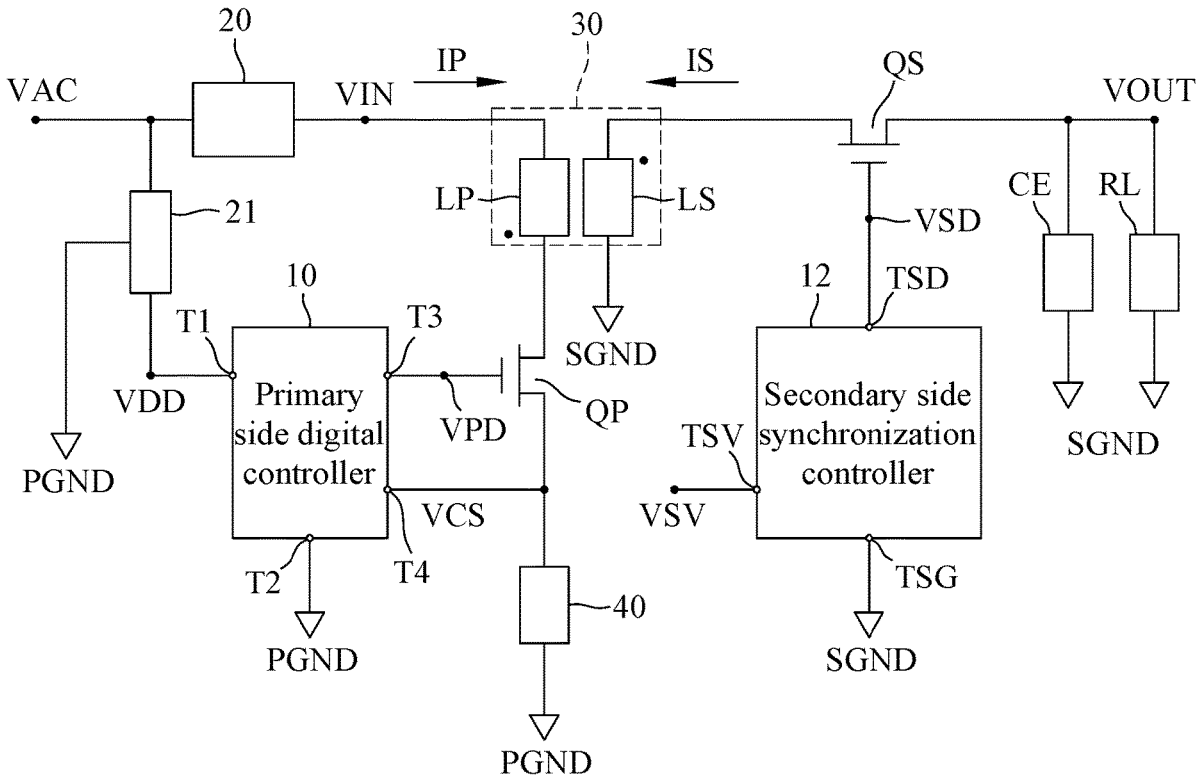 20
30
IP
IS
QS
VAC
VIN
VOUT
LP
LS
CE
RL
21
VSD
10
12
TSD
T1
T3
SGND
VDD
Primary
side digital
controller
VPD
QP
Secondary side
synchronization
controller
TSV
SGND
PGND
VCS
VSV
T2
T4
TSG
40
PGND
SGND
PGND